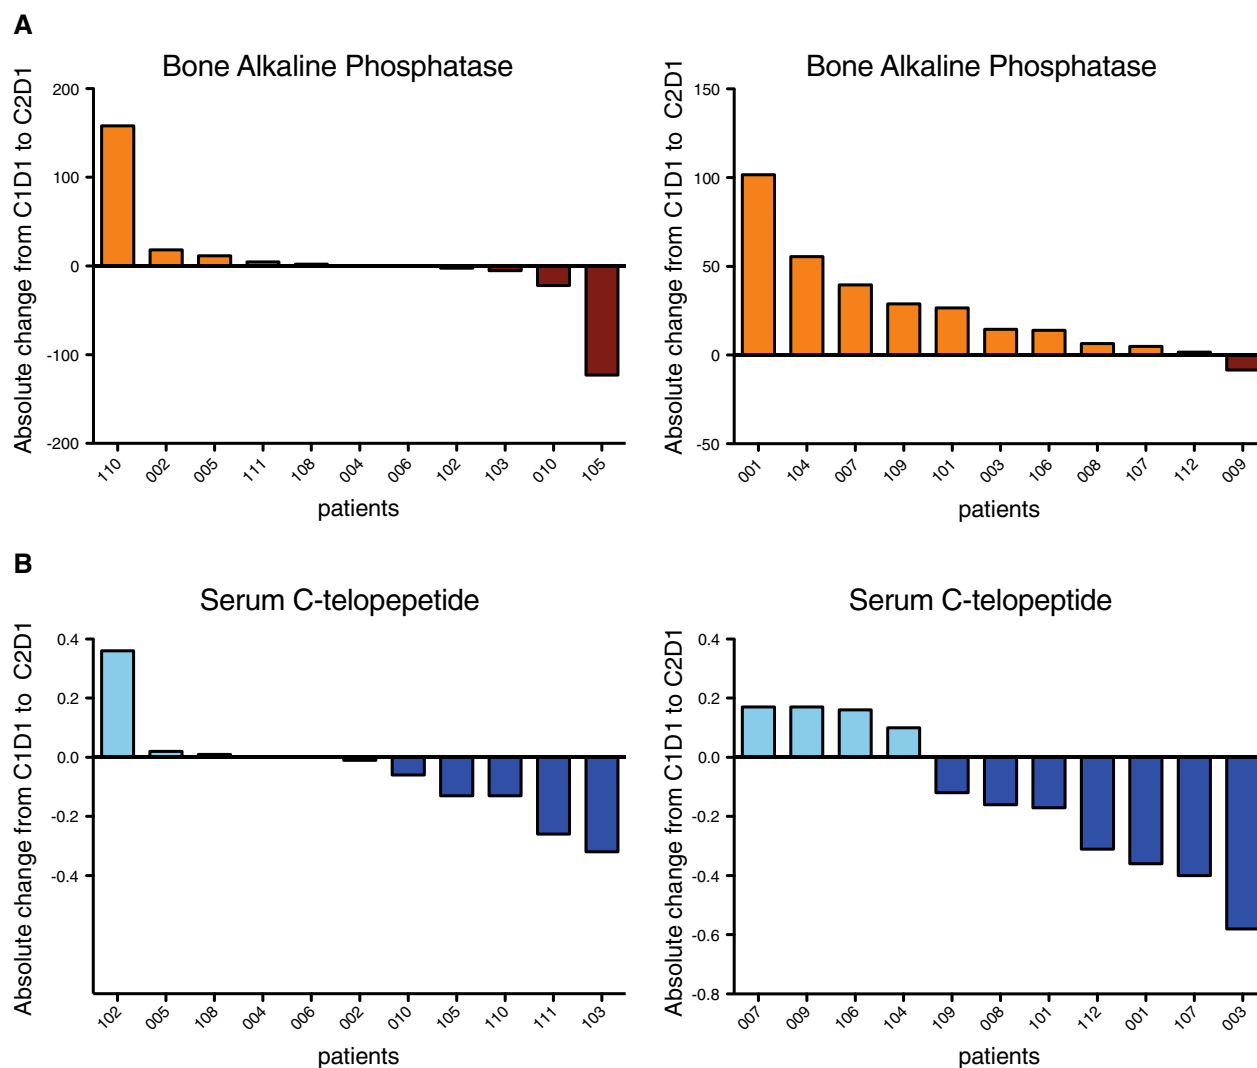 A
Bone Alkaline Phosphatase
Absolute change from C1D1 to C2D1
200
100
0
-100
-200
110 002 005 111 108 004 006 102 103 010 105
patients
Bone Alkaline Phosphatase
Absolute change from C1D1 to C2D1
150
100
50
0
-50
001 104 007 109 101 003 106 008 107 112 009
patients
B
Serum C-telopepetide
Absolute change from C1D1 to C2D1
0.4
0.2
0.0
-0.2
-0.4
102 005 108 004 006 002 010 105 110 111 103
patients
Serum C-telopeptide
Absolute change from C1D1 to C2D1
0.4
0.2
0.0
-0.2
-0.4
-0.6
-0.8
007 009 106 104 109 008 101 112 001 107 003
patients